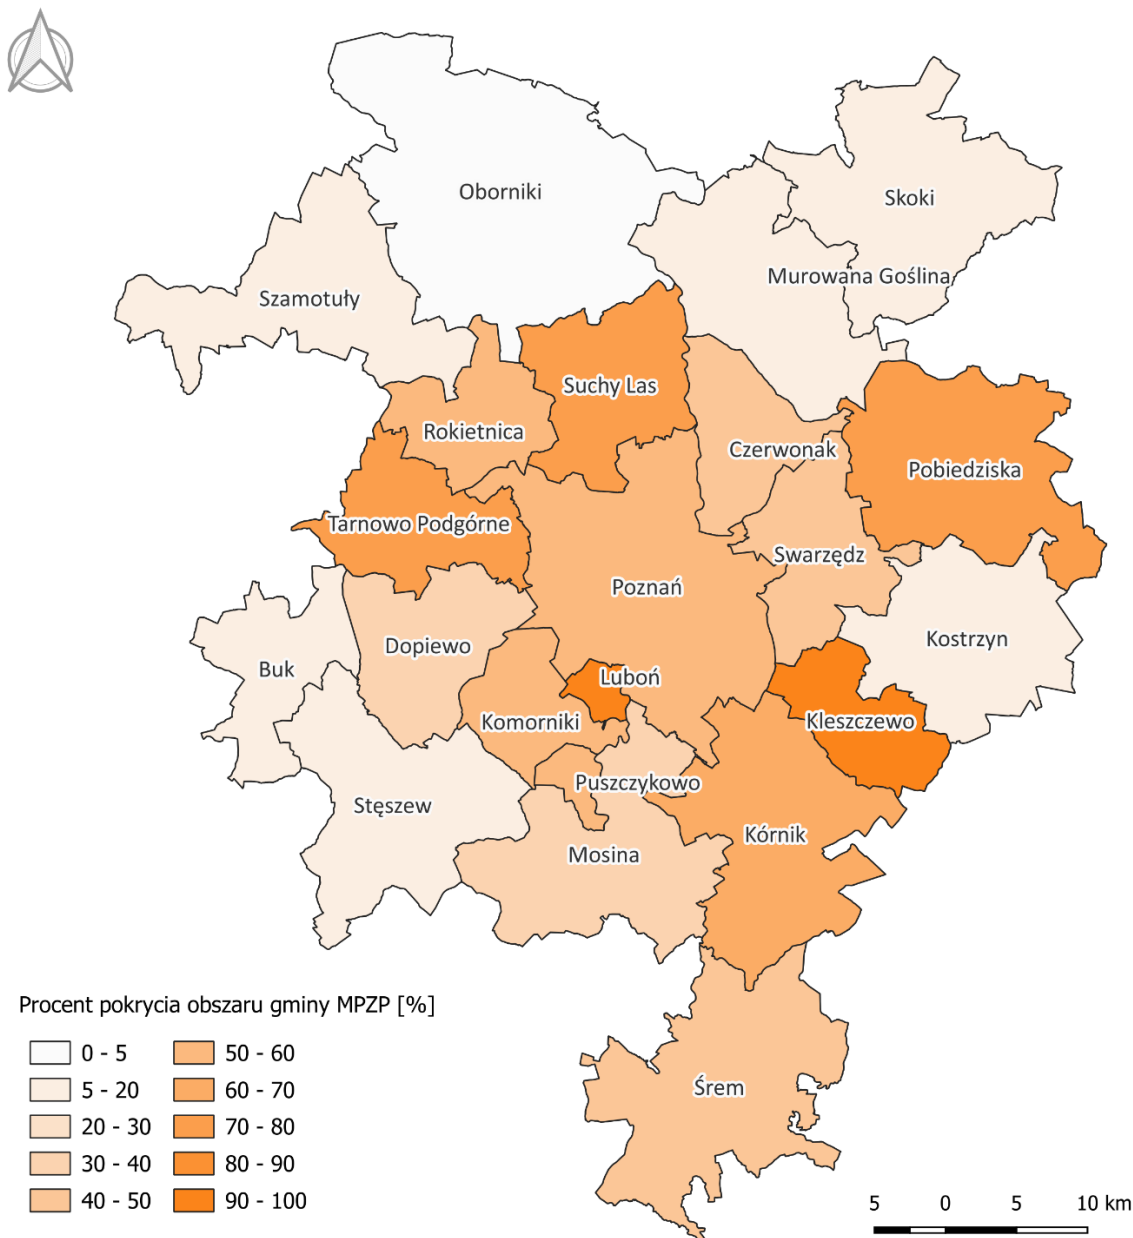 Oborniki
Skoki
Murowana Goślina
Szamotuły
Suchy Las
Rokietnica
Czerwonak
Pobiedziska
Tarnowo Podgórne
Swarzędz
Poznań
Kostrzyn
Dopiewo
Buk
Luboń
Komorniki
Kleszczewo
Puszczykowo
Stęszew
Kórnik
Mosina
Śrem
Procent pokrycia obszaru gminy MPZP [%]
0 - 5
5 - 20
20 - 30
30 - 40
40 - 50
50 - 60
60 - 70
70 - 80
80 - 90
90 - 100
5 0 5 10 km